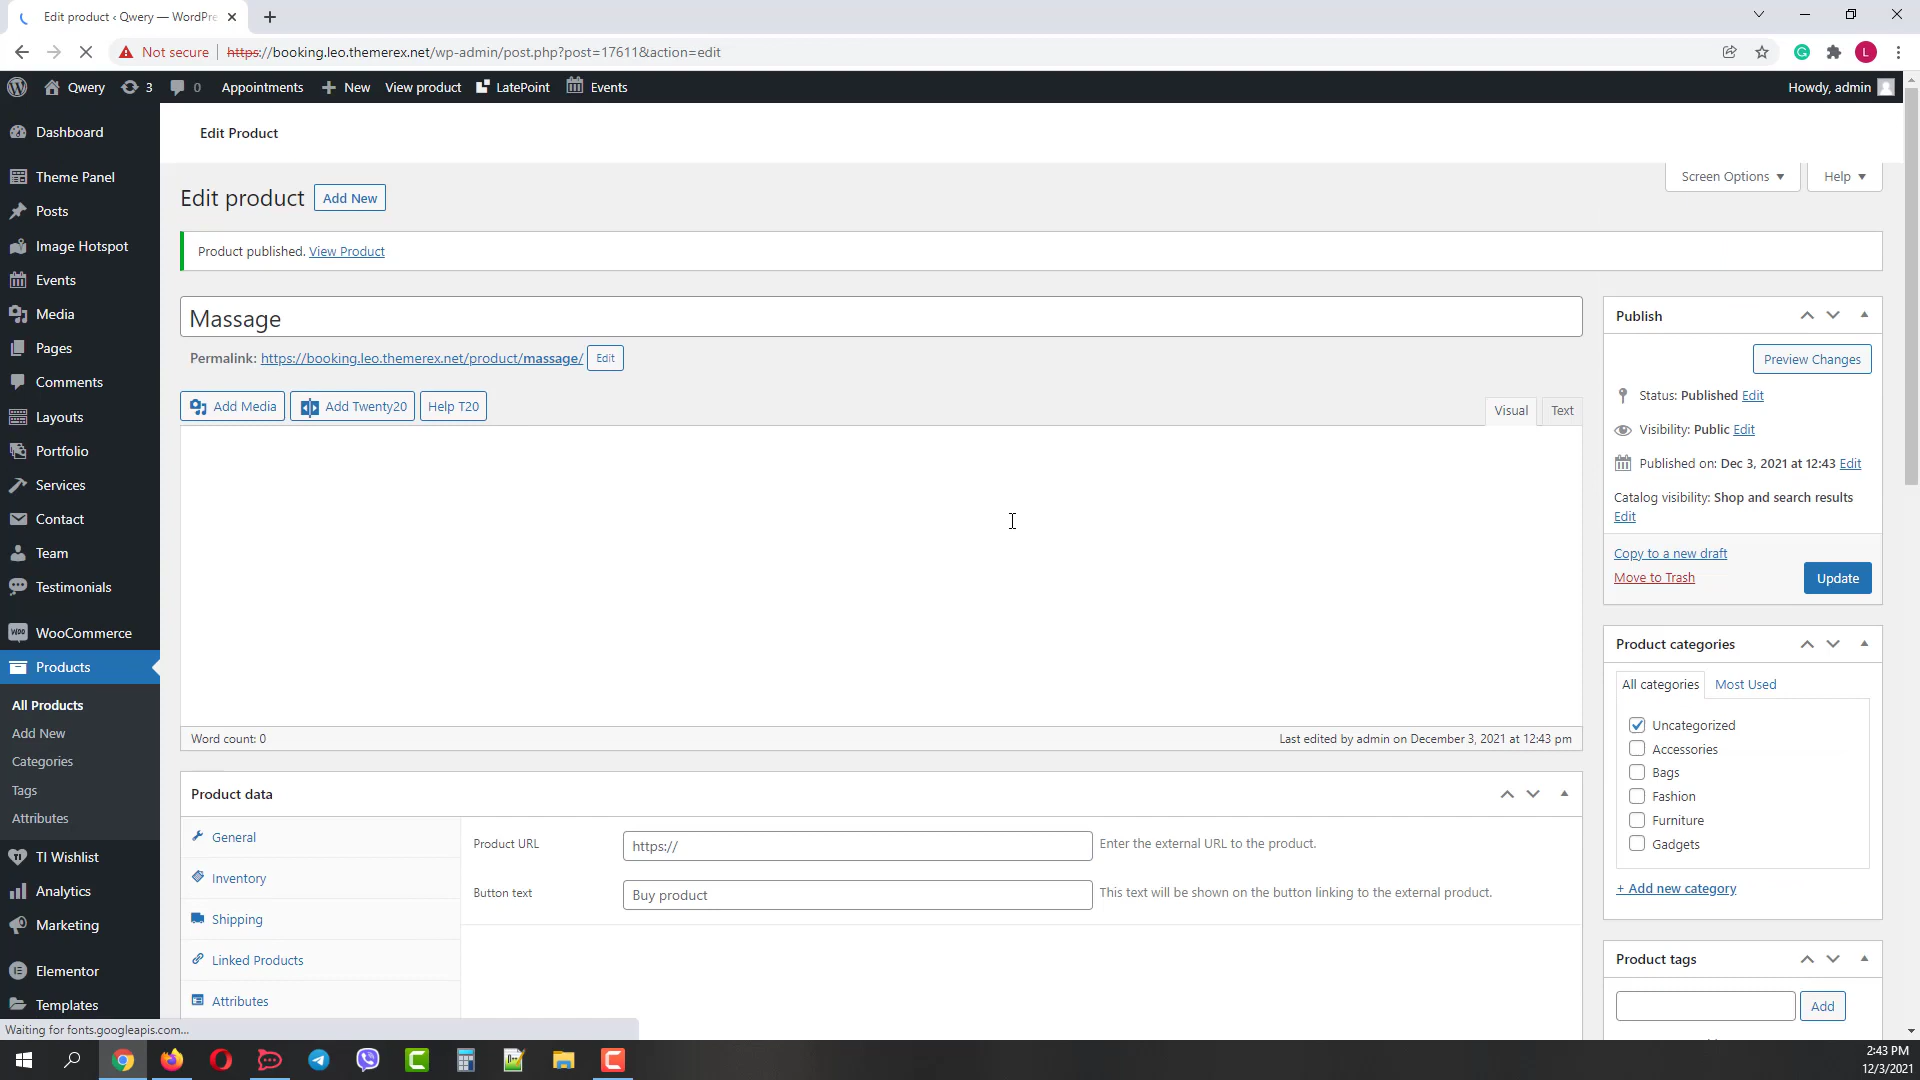 Edit product ‹ Qwery — WordPre
Not secure https://booking.leo.themerex.net/wp-admin/post.php?post=17611&action=edit
L
Qwery 3 0 Appointments New View product LatePoint Events Howdy, admin
Dashboard
Theme Panel
Posts
Image Hotspot
Events
Media
Pages
Comments
Layouts
Portfolio
Services
Contact
Team
Testimonials
WooCommerce
Products
All Products
Add New
Categories
Tags
Attributes
TI Wishlist
Analytics
Marketing
Elementor
Templates
Edit Product
Screen Options Help
Edit product Add New
Product published. View Product
Massage
Permalink: https://booking.leo.themerex.net/product/massage/ Edit
Add Media Add Twenty20 Help T20
Visual Text
Word count: 0 Last edited by admin on December 3, 2021 at 12:43 pm
Product data
General
Inventory
Shipping
Linked Products
Attributes
Product URL https:// Enter the external URL to the product.
Button text Buy product This text will be shown on the button linking to the external product.
Publish
Preview Changes
Status: Published Edit
Visibility: Public Edit
Published on: Dec 3, 2021 at 12:43 Edit
Catalog visibility: Shop and search results
Edit
Copy to a new draft
Move to Trash
Update
Product categories
All categories Most Used
Uncategorized
Accessories
Bags
Fashion
Furniture
Gadgets
+ Add new category
Product tags
Add
Waiting for fonts.googleapis.com...
2:43 PM
12/3/2021